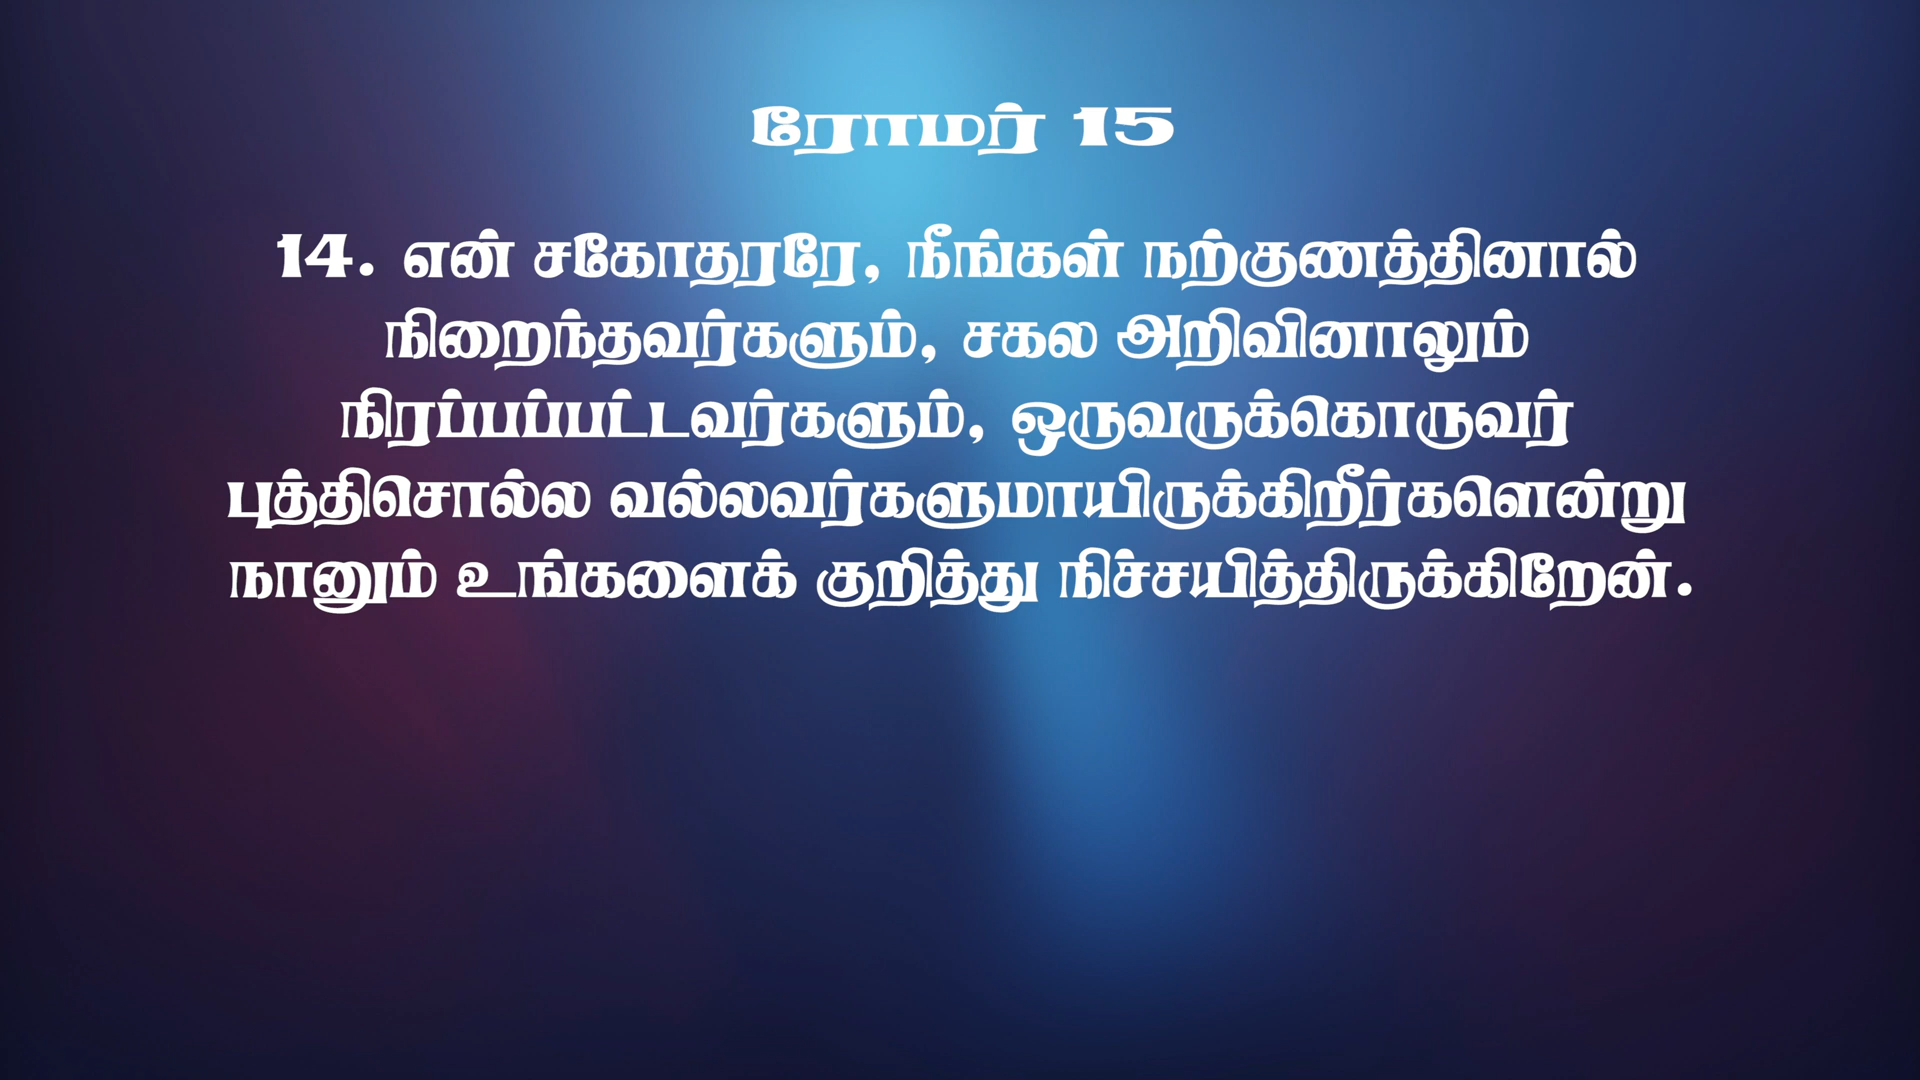 ரோமர் 15
14. என் சகோதரரே, நீங்கள் நற்குணத்தினால்
நிறைந்தவர்களும், சகல அறிவினாலும்
நிரப்பப்பட்டவர்களும், ஒருவருக்கொருவர்
புத்திசொல்ல வல்லவர்களுமாயிருக்கிறீர்களென்று
நானும் உங்களைக் குறித்து நிச்சயித்திருக்கிறேன்.